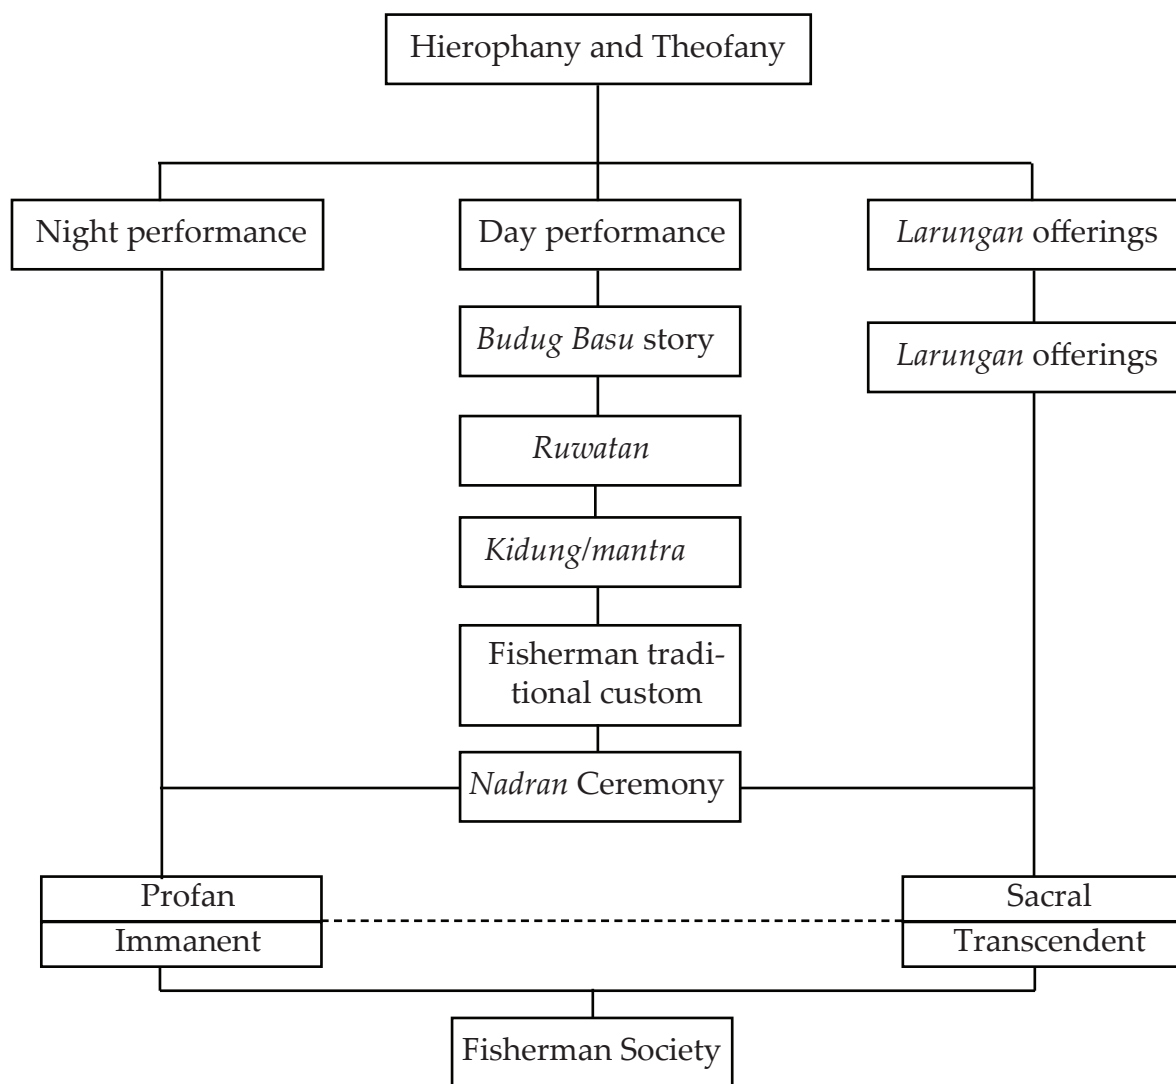 Hierophany and Theofany
Night performance
Day performance
Larungan offerings
Budug Basu story
Larungan offerings
Ruwatan
Kidung/mantra
Fisherman tradi-
tional custom
Nadran Ceremony
Profan
Sacral
Immanent
Transcendent
Fisherman Society